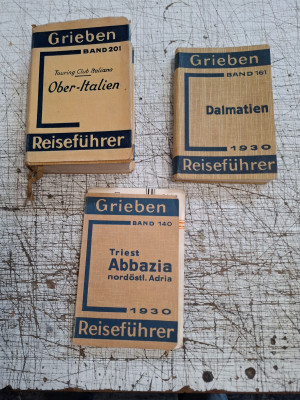 Grieben
BAND 201
Touring Club Italiano
Ober-Italien
Reiseführer
Grieben
BAND 161
Dalmatien
1930
Reiseführer
Grieben
BAND 140
Triest
Abbazia
nordöstl. Adria
1930
Reiseführer